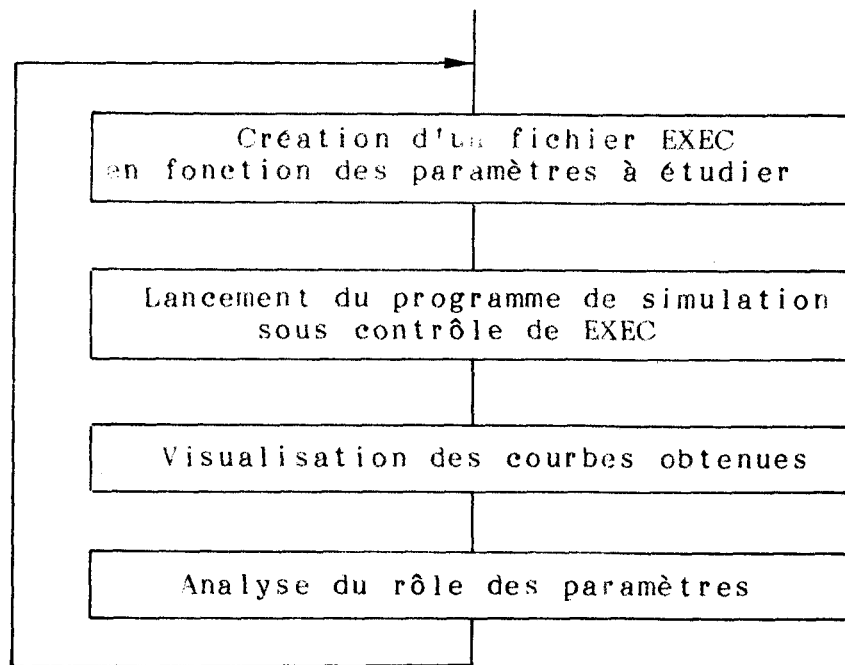 Création d'un fichier EXEC
en fonction des paramètres à étudier
Lancement du programme de simulation
sous contrôle de EXEC
Visualisation des courbes obtenues
Analyse du rôle des paramètres